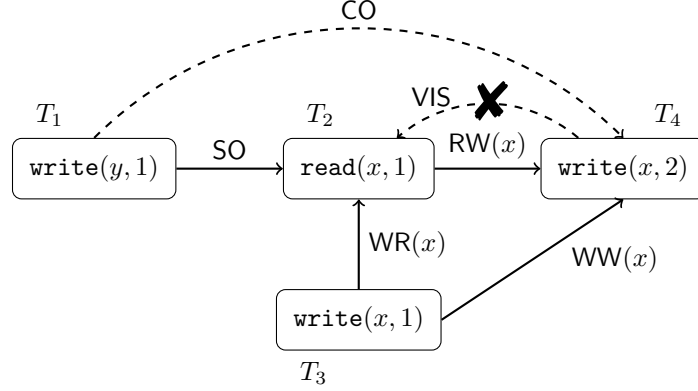 CO
T₁
T₂
VIS
T₄
write(y, 1)
SO
read(x, 1)
RW(x)
write(x, 2)
WR(x)
WW(x)
write(x, 1)
T₃